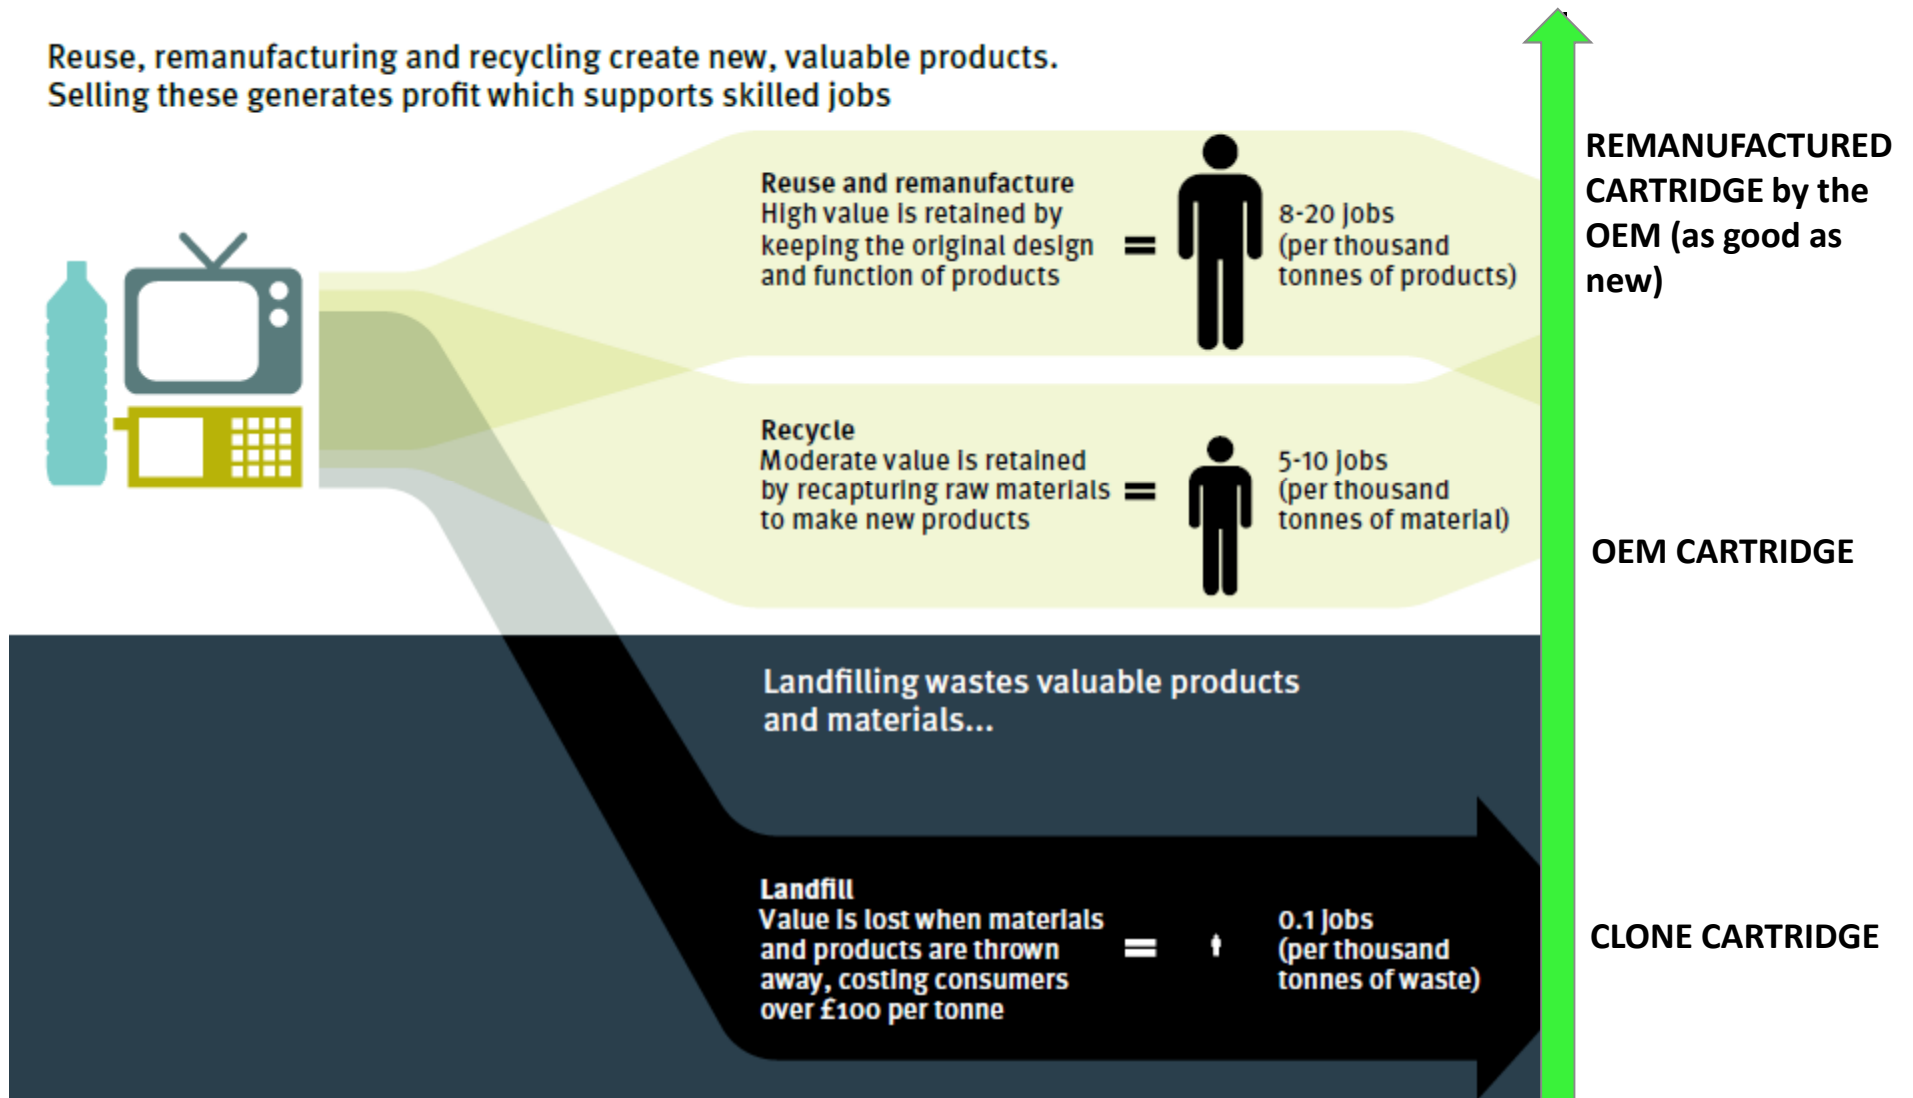 Reuse, remanufacturing and recycling create new, valuable products.
Selling these generates profit which supports skilled jobs
Reuse and remanufacture
High value is retained by
keeping the original design
and function of products
=
8-20 jobs
(per thousand
tonnes of products)
REMANUFACTURED
CARTRIDGE by the
OEM (as good as
new)
Recycle
Moderate value is retained
by recapturing raw materials
to make new products
=
5-10 jobs
(per thousand
tonnes of material)
OEM CARTRIDGE
Landfilling wastes valuable products
and materials...
Landfill
Value is lost when materials
and products are thrown
away, costing consumers
over £100 per tonne
=
0.1 jobs
(per thousand
tonnes of waste)
CLONE CARTRIDGE